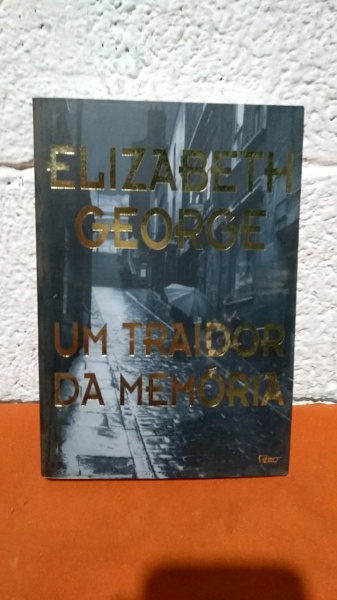 ELIZABETH
GEORGE
UM TRAIDOR
DA MEMÓRIA